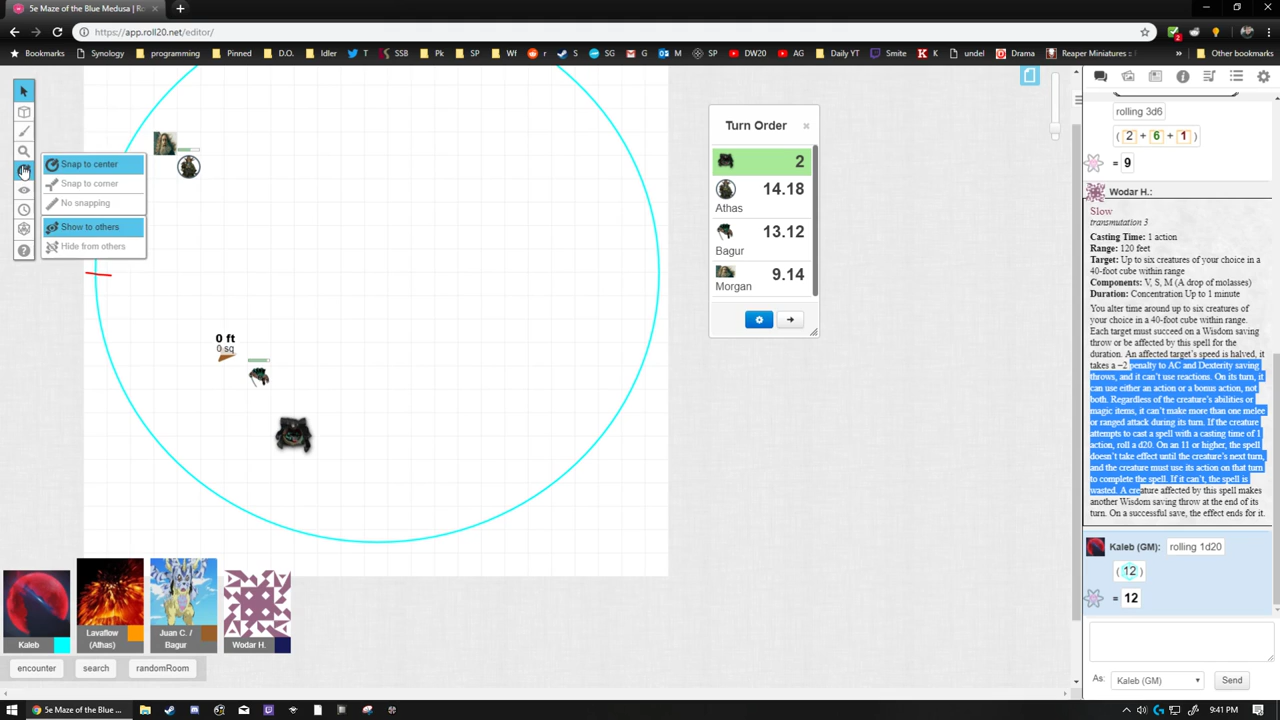 5e Maze of the Blue Medusa | Ro
https://app.roll20.net/editor/
Bookmarks Synology programming Pinned D.O. Idler T SSB Pk SP Wf r S SG G M SP DW20 AG Daily YT Smite K undel Drama Reaper Miniatures :: Other bookmarks
Snap to center
Snap to corner
No snapping
Show to others
Hide from others
0 ft
0 sq
Turn Order
2
14.18
Athas
13.12
Bagur
9.14
Morgan
rolling 3d6
( 2 + 6 + 1 )
= 9
Wodar H.:
Slow
transmutation 3
Casting Time: 1 action
Range: 120 feet
Target: Up to six creatures of your choice in a
40-foot cube within range
Components: V, S, M (A drop of molasses)
Duration: Concentration Up to 1 minute
You alter time around up to six creatures of
your choice in a 40-foot cube within range.
Each target must succeed on a Wisdom saving
throw or be affected by this spell for the
duration. An affected target's speed is halved, it
takes a −2 penalty to AC and Dexterity saving
throws, and it can't use reactions. On its turn, it
can use either an action or a bonus action, not
both. Regardless of the creature's abilities or
magic items, it can't make more than one melee
or ranged attack during its turn. If the creature
attempts to cast a spell with a casting time of 1
action, roll a d20. On an 11 or higher, the spell
doesn't take effect until the creature's next turn,
and the creature must use its action on that turn
to complete the spell. If it can't, the spell is
wasted. A creature affected by this spell makes
another Wisdom saving throw at the end of its
turn. On a successful save, the effect ends for it.
Kaleb (GM): rolling 1d20
( 12 )
= 12
As: Kaleb (GM) Send
Kaleb
Lavaflow
(Athas)
Juan C. /
Bagur
Wodar H.
encounter search randomRoom
5e Maze of the Blue ...
9:41 PM